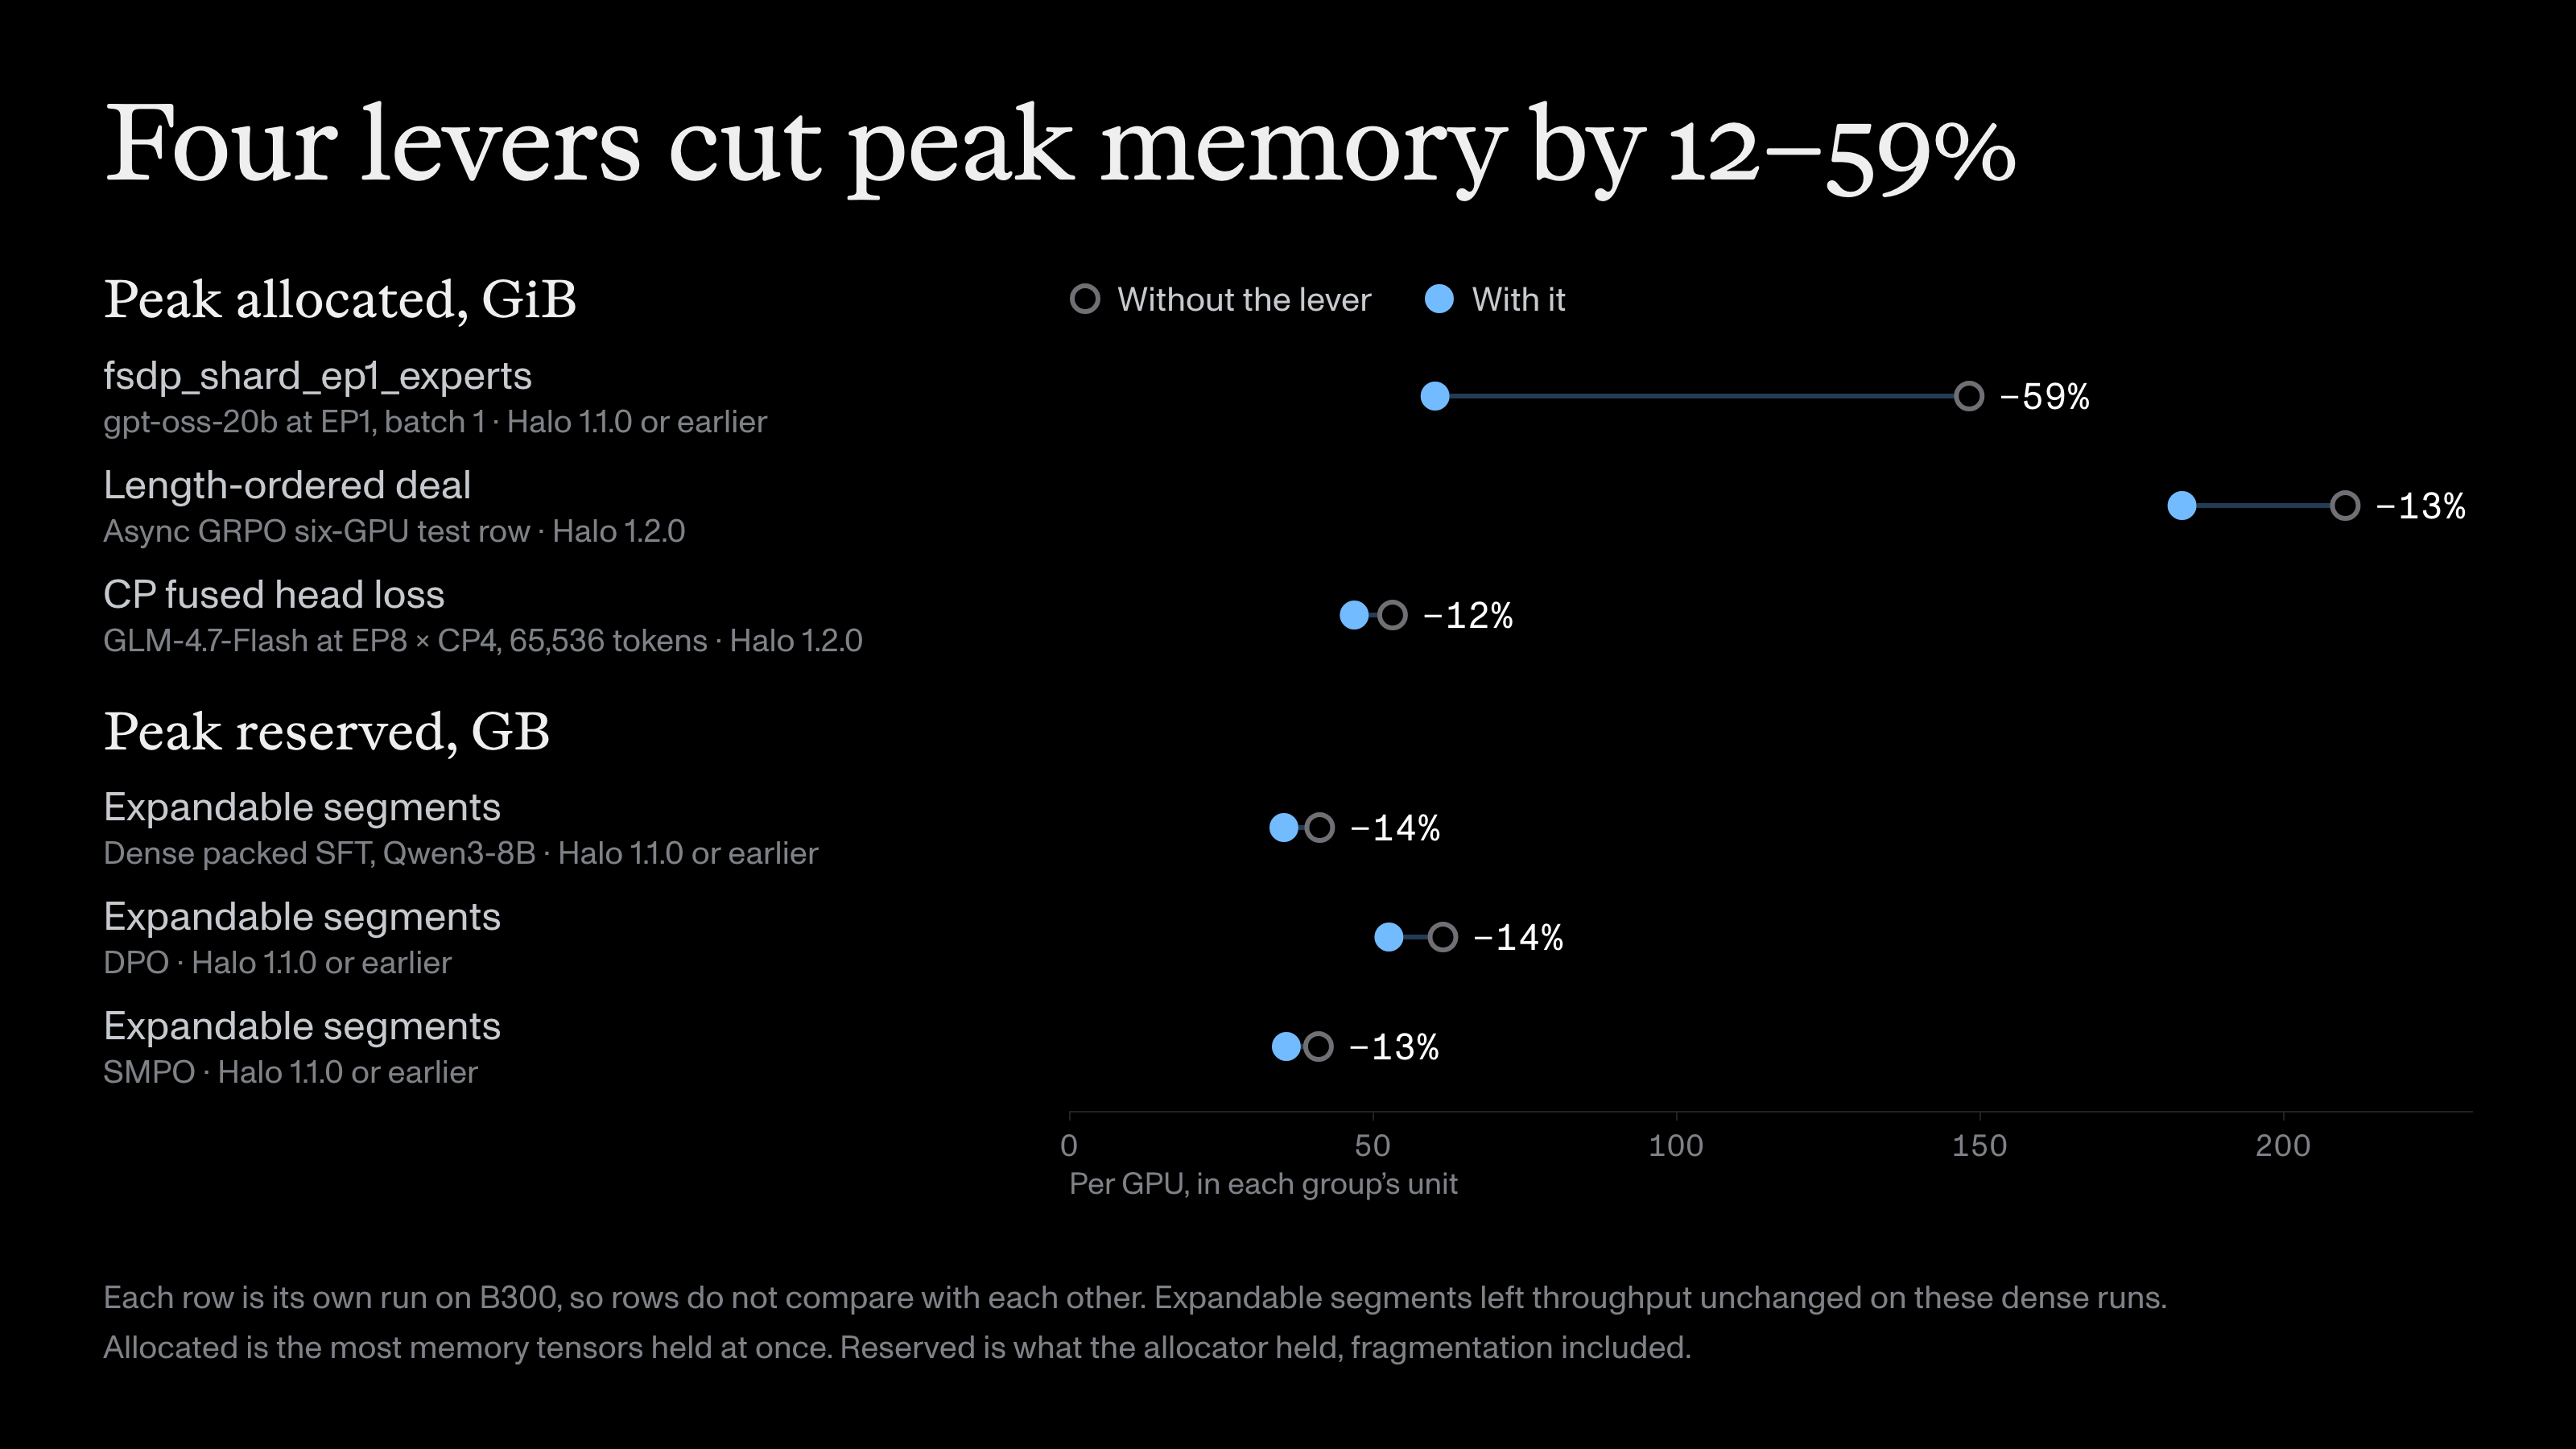 Four levers cut peak memory by 12–59%
Peak allocated, GiB
Without the lever
With it
fsdp_shard_ep1_experts
gpt-oss-20b at EP1, batch 1 · Halo 1.1.0 or earlier
−59%
Length-ordered deal
Async GRPO six-GPU test row · Halo 1.2.0
−13%
CP fused head loss
GLM-4.7-Flash at EP8 × CP4, 65,536 tokens · Halo 1.2.0
−12%
Peak reserved, GB
Expandable segments
Dense packed SFT, Qwen3-8B · Halo 1.1.0 or earlier
−14%
Expandable segments
DPO · Halo 1.1.0 or earlier
−14%
Expandable segments
SMPO · Halo 1.1.0 or earlier
−13%
0 50 100 150 200
Per GPU, in each group’s unit
Each row is its own run on B300, so rows do not compare with each other. Expandable segments left throughput unchanged on these dense runs.
Allocated is the most memory tensors held at once. Reserved is what the allocator held, fragmentation included.